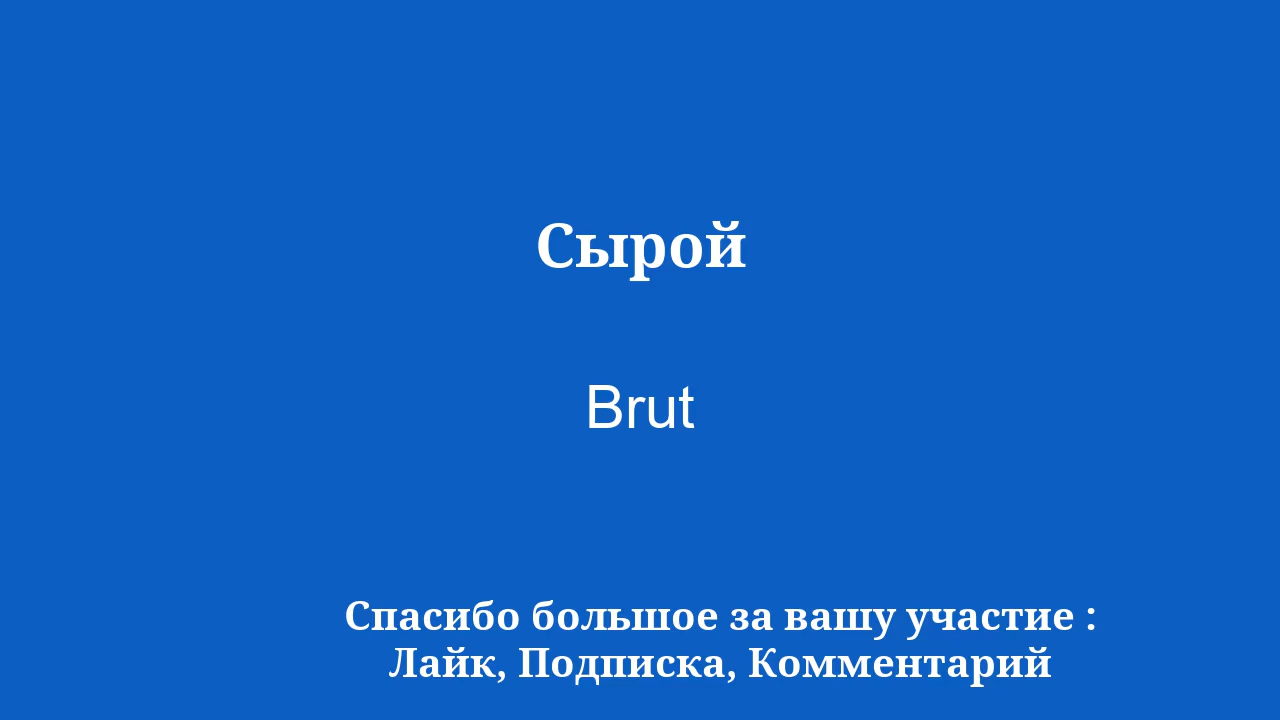 Сырой
Brut
Спасибо большое за вашу участие :
Лайк, Подписка, Комментарий